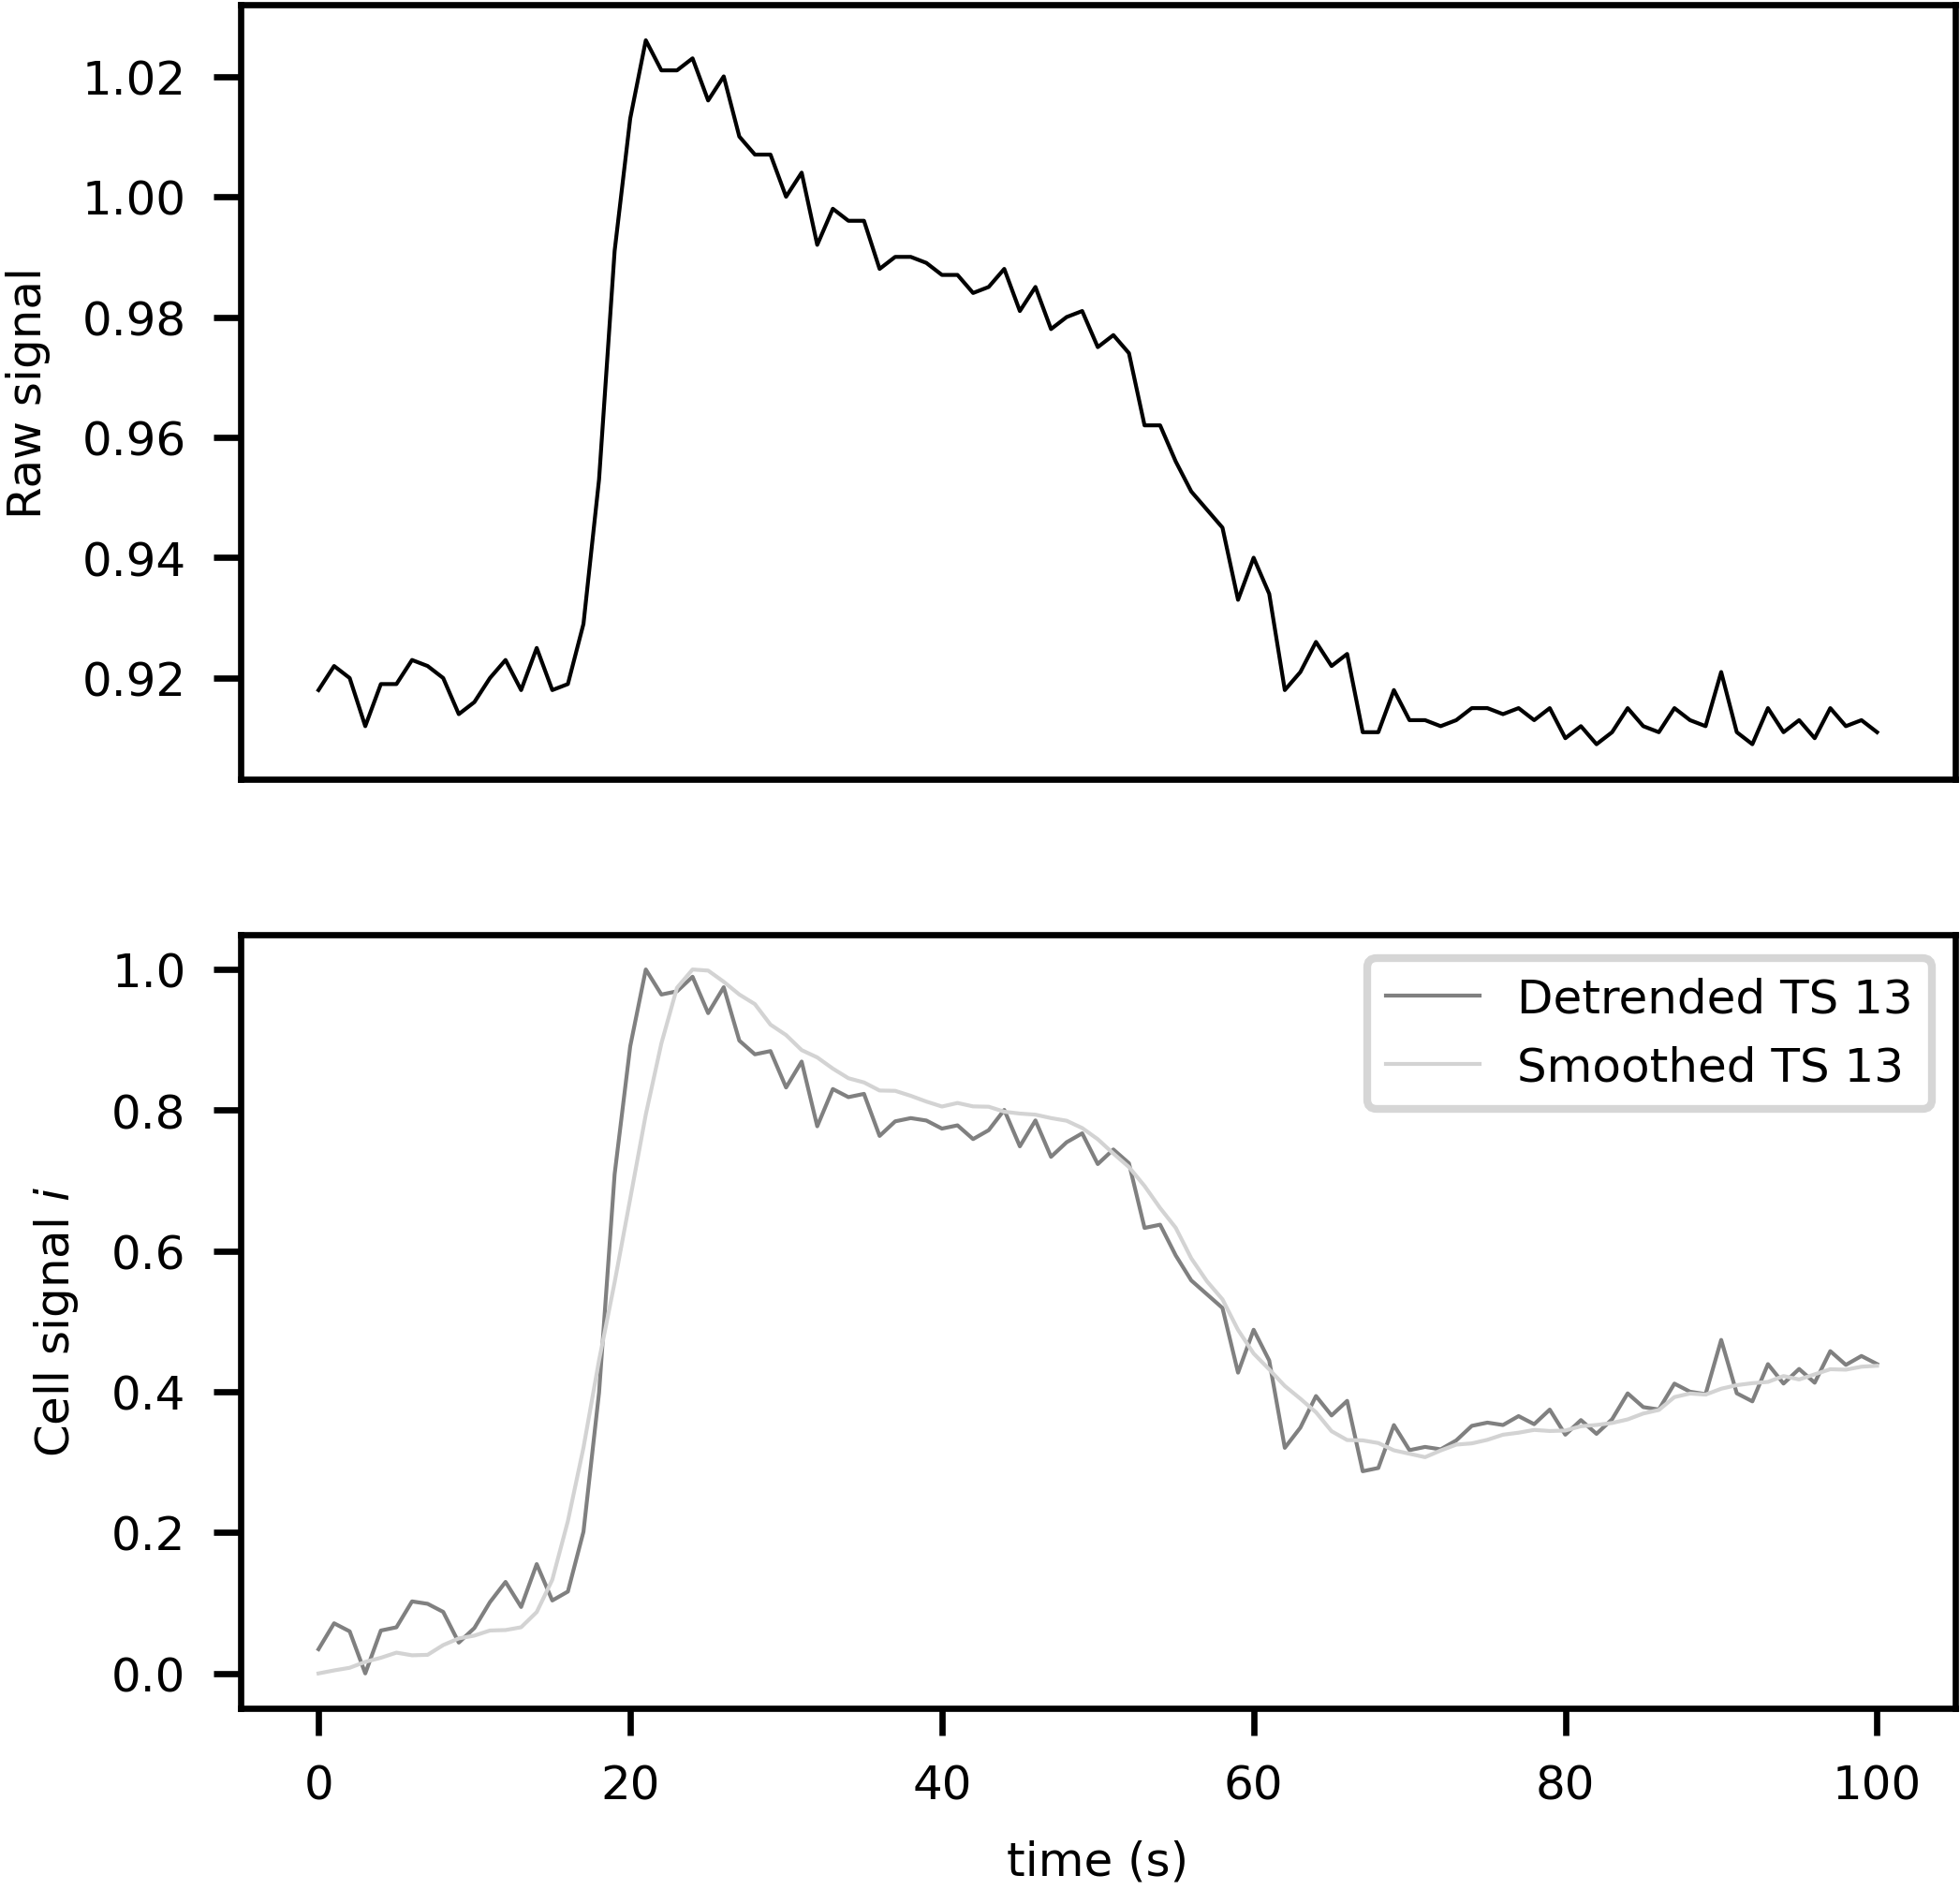 Raw signal
1.02
1.00
0.98
0.96
0.94
0.92
Cell signal i
1.0
0.8
0.6
0.4
0.2
0.0
Detrended TS 13
Smoothed TS 13
0 20 40 60 80 100
time (s)